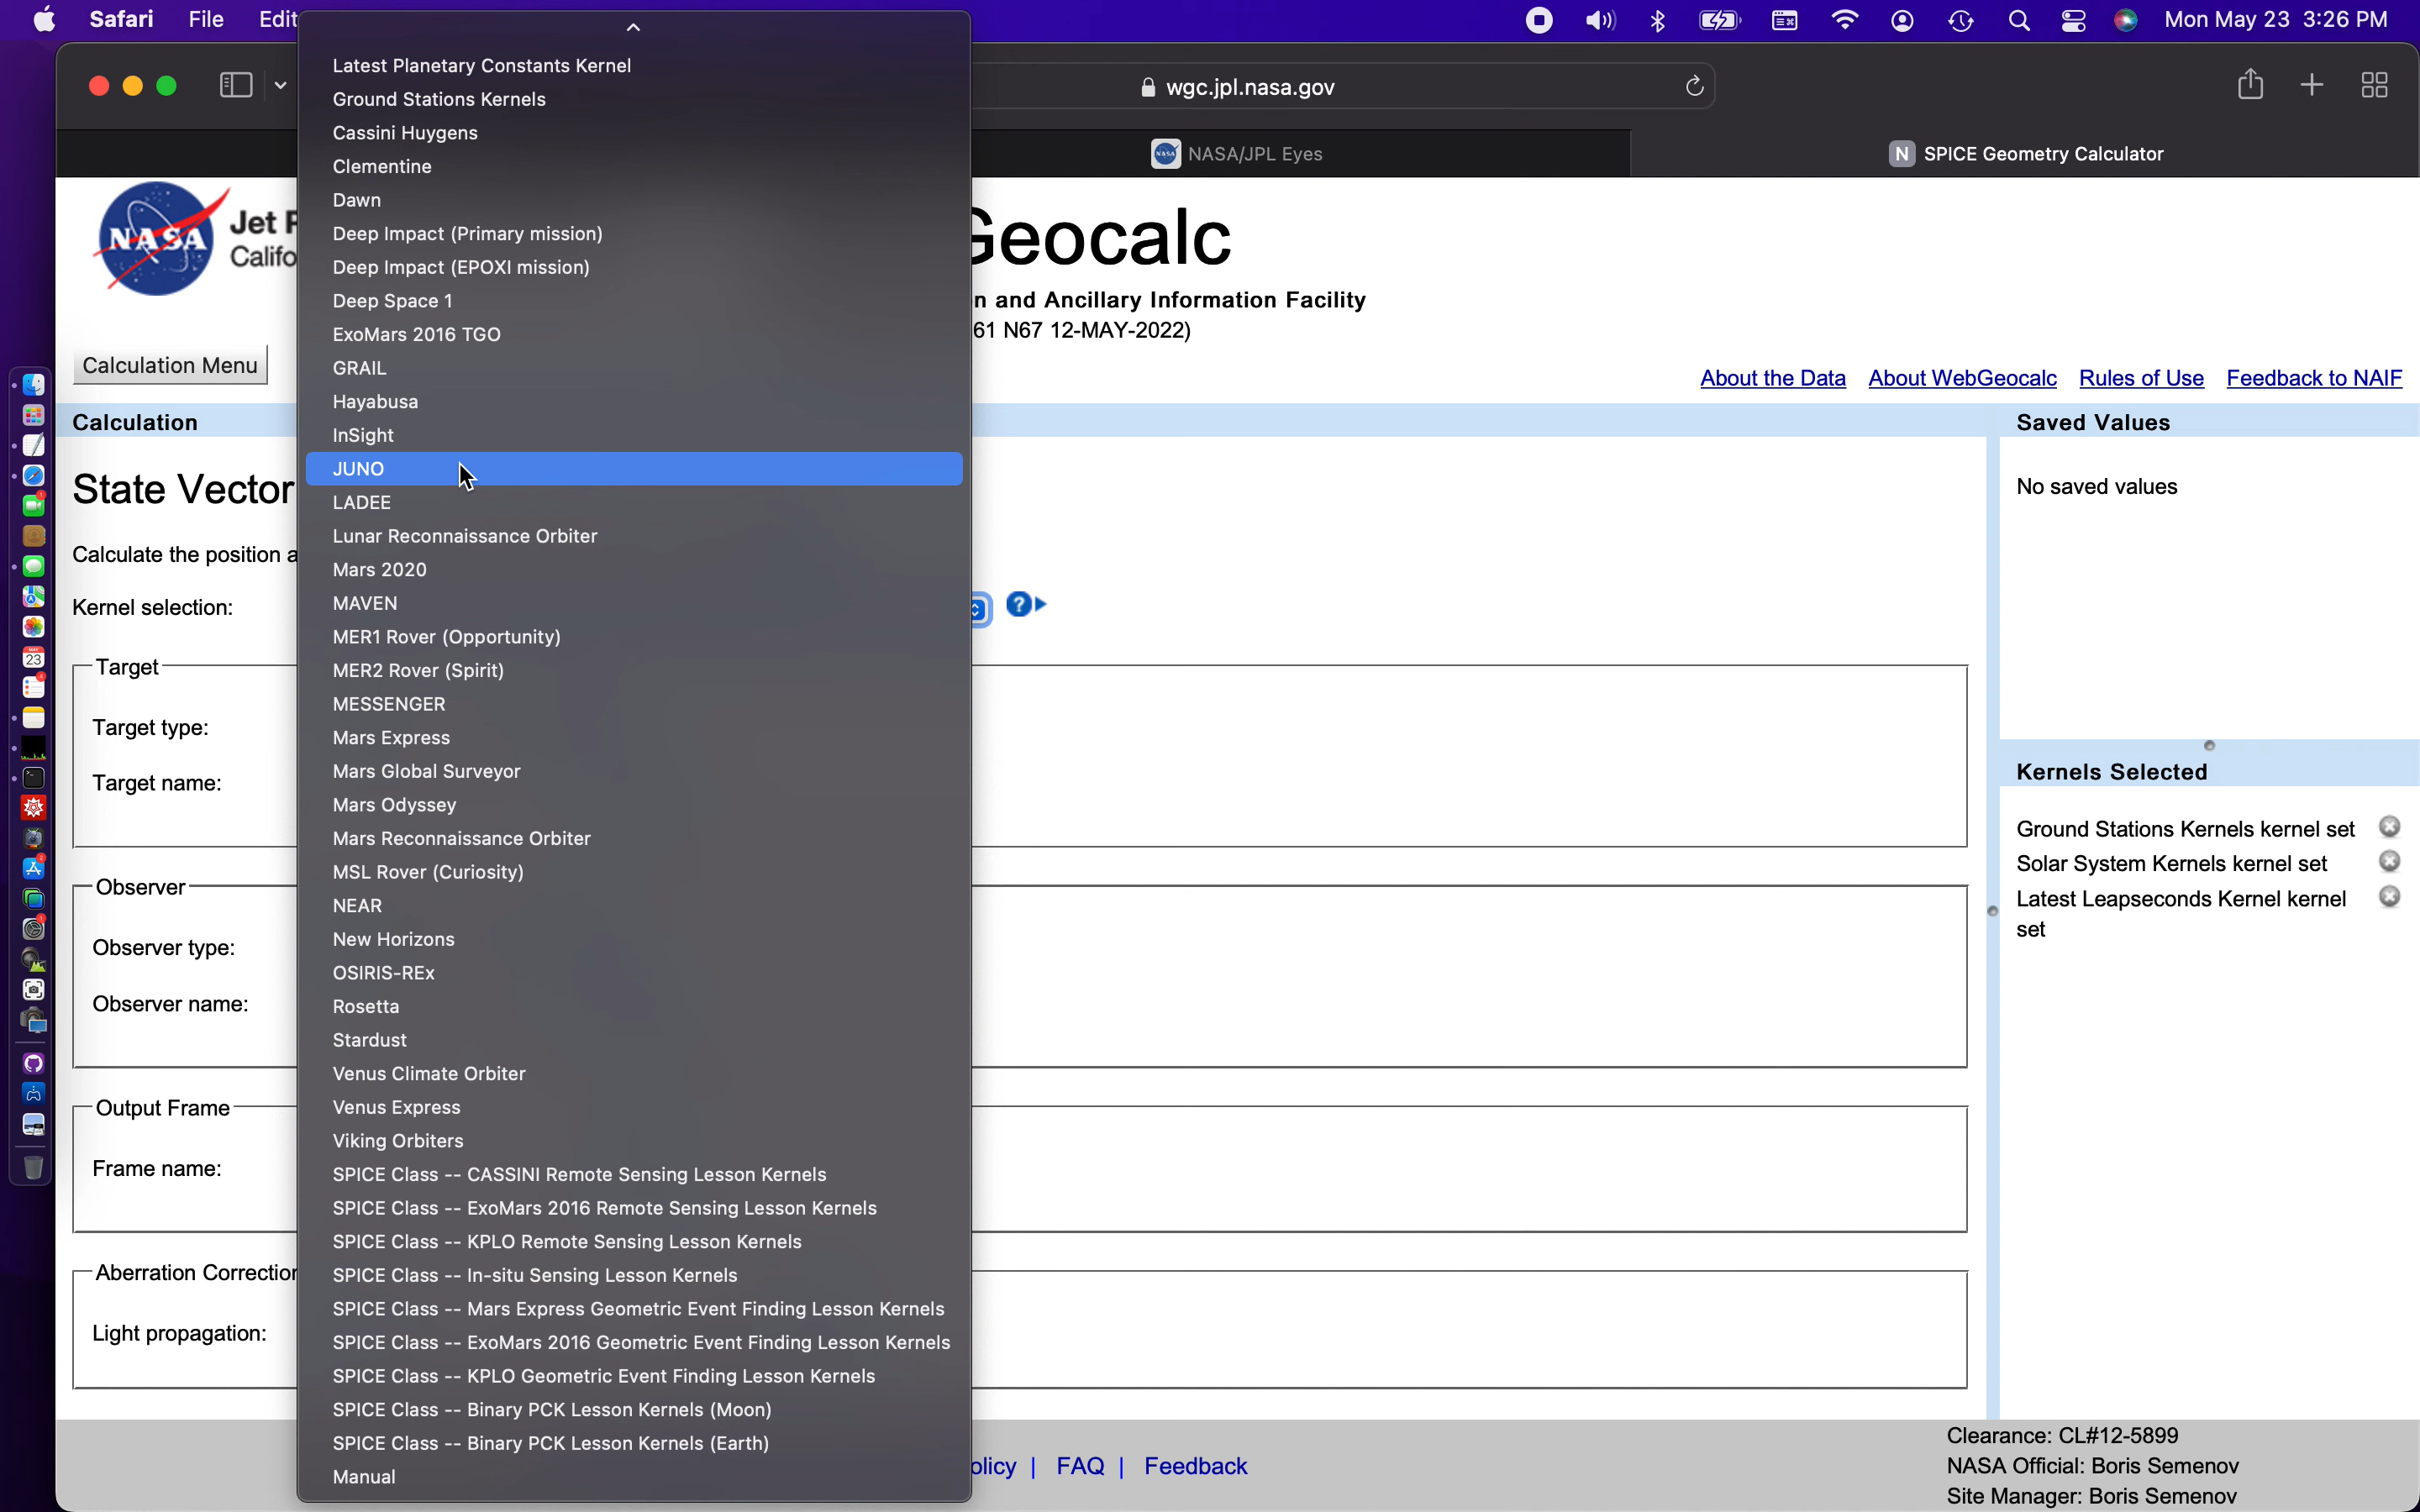 Safari File Edit
Mon May 23 3:26 PM
wgc.jpl.nasa.gov
NASA/JPL Eyes
N SPICE Geometry Calculator
NASA
Jet P
Califo
Geocalc
n and Ancillary Information Facility
61 N67 12-MAY-2022)
Calculation Menu
About the Data About WebGeocalc Rules of Use Feedback to NAIF
Calculation
State Vector
Calculate the position a
Kernel selection:
Target
Target type:
Target name:
Observer
Observer type:
Observer name:
Output Frame
Frame name:
Aberration Correction
Light propagation:
Latest Planetary Constants Kernel
Ground Stations Kernels
Cassini Huygens
Clementine
Dawn
Deep Impact (Primary mission)
Deep Impact (EPOXI mission)
Deep Space 1
ExoMars 2016 TGO
GRAIL
Hayabusa
InSight
JUNO
LADEE
Lunar Reconnaissance Orbiter
Mars 2020
MAVEN
MER1 Rover (Opportunity)
MER2 Rover (Spirit)
MESSENGER
Mars Express
Mars Global Surveyor
Mars Odyssey
Mars Reconnaissance Orbiter
MSL Rover (Curiosity)
NEAR
New Horizons
OSIRIS-REx
Rosetta
Stardust
Venus Climate Orbiter
Venus Express
Viking Orbiters
SPICE Class -- CASSINI Remote Sensing Lesson Kernels
SPICE Class -- ExoMars 2016 Remote Sensing Lesson Kernels
SPICE Class -- KPLO Remote Sensing Lesson Kernels
SPICE Class -- In-situ Sensing Lesson Kernels
SPICE Class -- Mars Express Geometric Event Finding Lesson Kernels
SPICE Class -- ExoMars 2016 Geometric Event Finding Lesson Kernels
SPICE Class -- KPLO Geometric Event Finding Lesson Kernels
SPICE Class -- Binary PCK Lesson Kernels (Moon)
SPICE Class -- Binary PCK Lesson Kernels (Earth)
Manual
?
Saved Values
No saved values
Kernels Selected
Ground Stations Kernels kernel set
Solar System Kernels kernel set
Latest Leapseconds Kernel kernel
set
olicy | FAQ | Feedback
Clearance: CL#12-5899
NASA Official: Boris Semenov
Site Manager: Boris Semenov
23